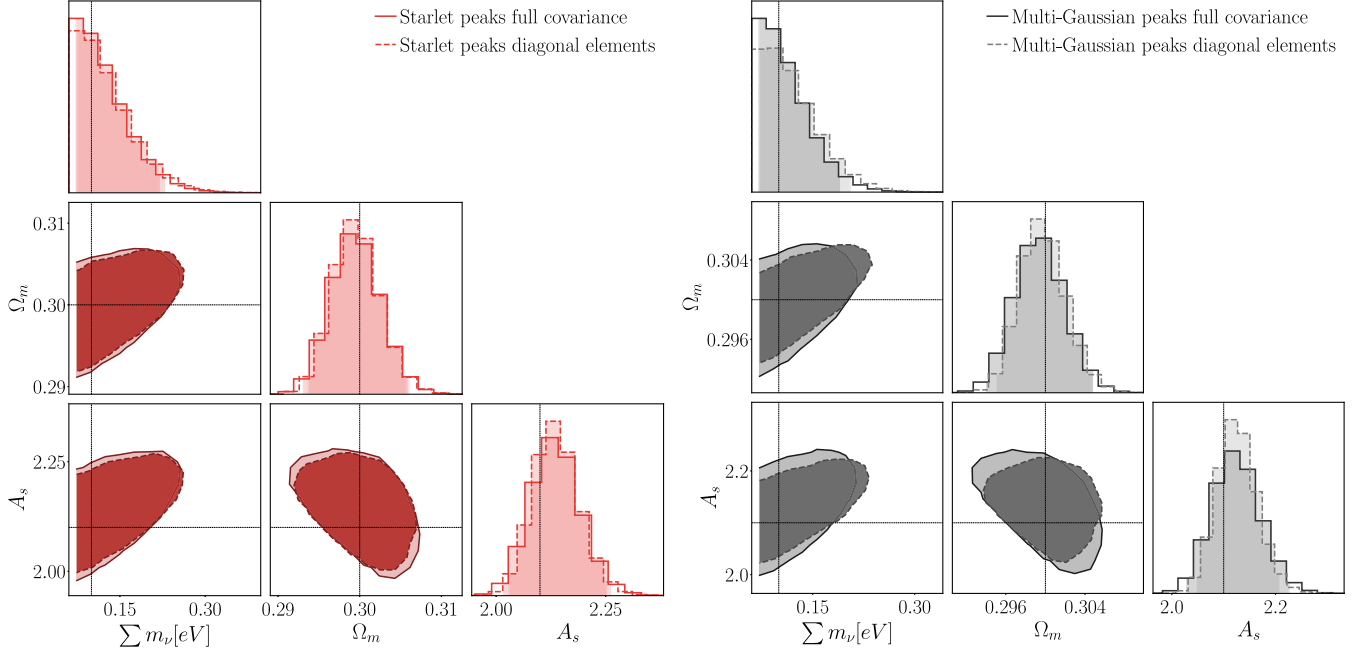 Starlet peaks full covariance
Starlet peaks diagonal elements
0.31
0.30
0.29
Ω_m
2.25
2.00
A_s
0.15 0.30
∑ m_ν[eV]
0.29 0.30 0.31
Ω_m
2.00 2.25
A_s
Multi-Gaussian peaks full covariance
Multi-Gaussian peaks diagonal elements
0.304
0.296
Ω_m
2.2
2.0
A_s
0.15 0.30
∑ m_ν[eV]
0.296 0.304
Ω_m
2.0 2.2
A_s